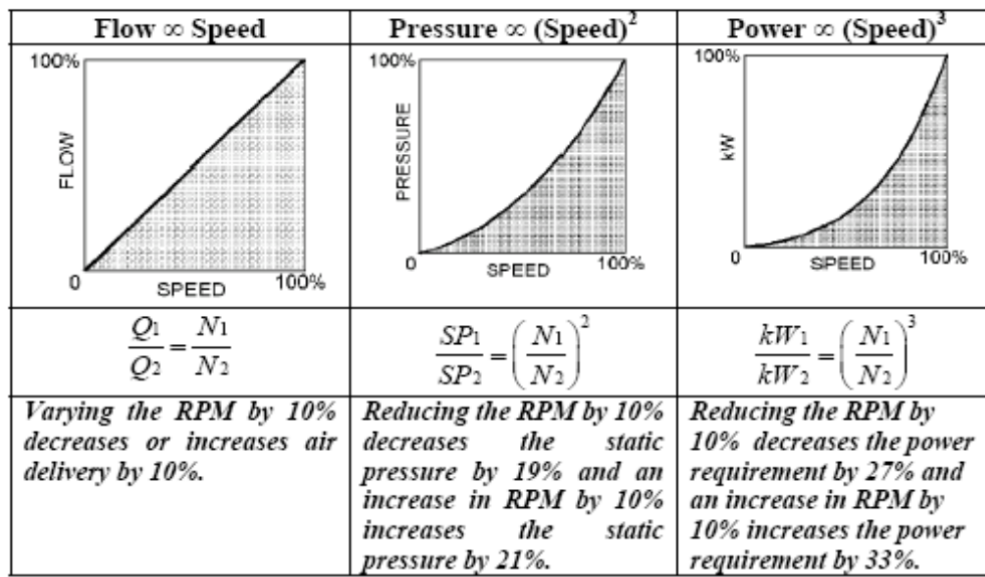 Flow ∞ Speed
100%
FLOW
0
SPEED
100%
Q1/Q2 = N1/N2
Varying the RPM by 10%
decreases or increases air
delivery by 10%.
Pressure ∞ (Speed)²
100%
PRESSURE
0
SPEED
100%
SP1/SP2 = (N1/N2)²
Reducing the RPM by 10%
decreases the static
pressure by 19% and an
increase in RPM by 10%
increases the static
pressure by 21%.
Power ∞ (Speed)³
100%
kW
0
SPEED
100%
kW1/kW2 = (N1/N2)³
Reducing the RPM by
10% decreases the power
requirement by 27% and
an increase in RPM by
10% increases the power
requirement by 33%.